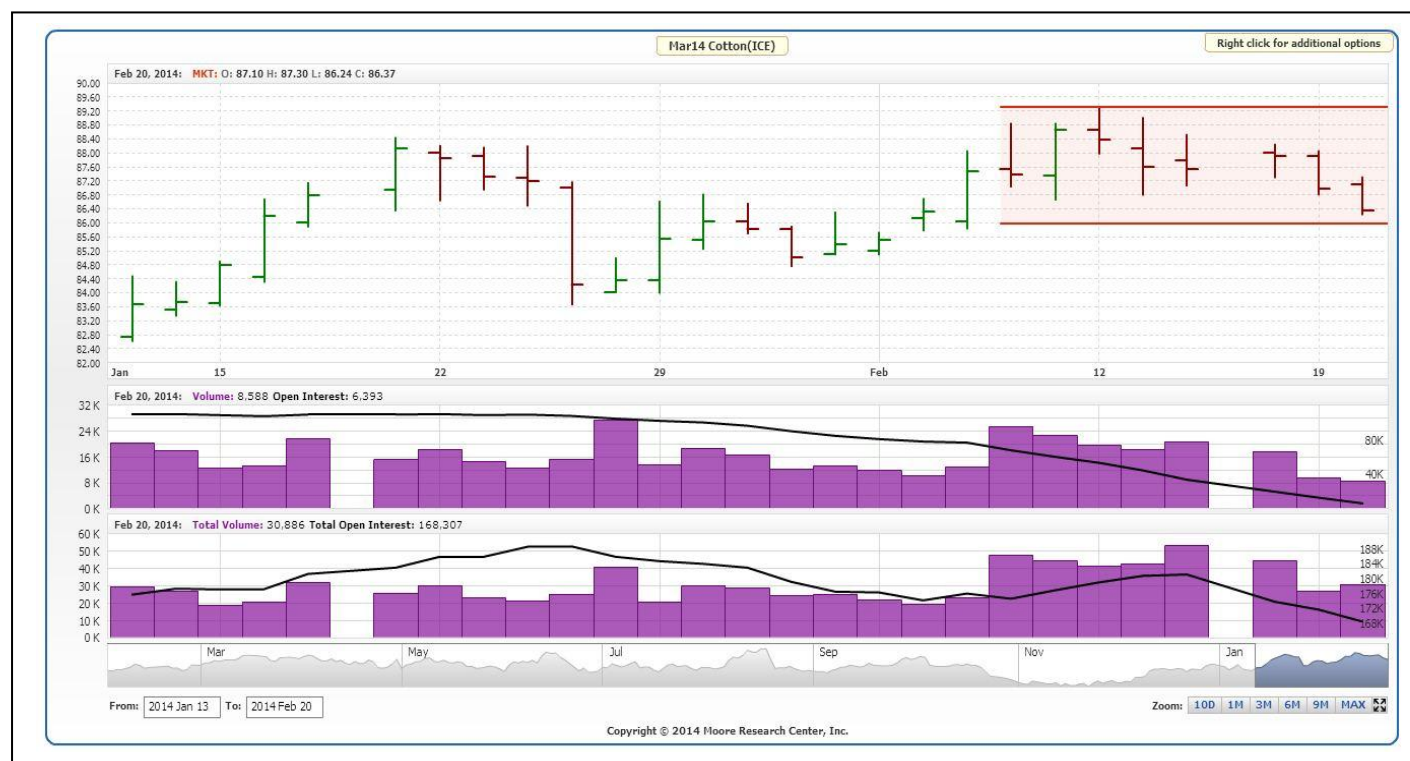 Mar14 Cotton(ICE)
Right click for additional options
Feb 20, 2014: MKT: O: 87.10 H: 87.30 L: 86.24 C: 86.37
90.00
89.60
89.20
88.80
88.40
88.00
87.60
87.20
86.80
86.40
86.00
85.60
85.20
84.80
84.40
84.00
83.60
83.20
82.80
82.40
82.00
Jan 15 22 29 Feb 12 19
Feb 20, 2014: Volume: 8,588 Open Interest: 6,393
32 K
24 K
16 K
8 K
0 K
80K
40K
Feb 20, 2014: Total Volume: 30,886 Total Open Interest: 168,307
60 K
50 K
40 K
30 K
20 K
10 K
0 K
188K
184K
180K
176K
172K
168K
Mar May Jul Sep Nov Jan
From: 2014 Jan 13 To: 2014 Feb 20
Zoom: 10D 1M 3M 6M 9M MAX
Copyright © 2014 Moore Research Center, Inc.